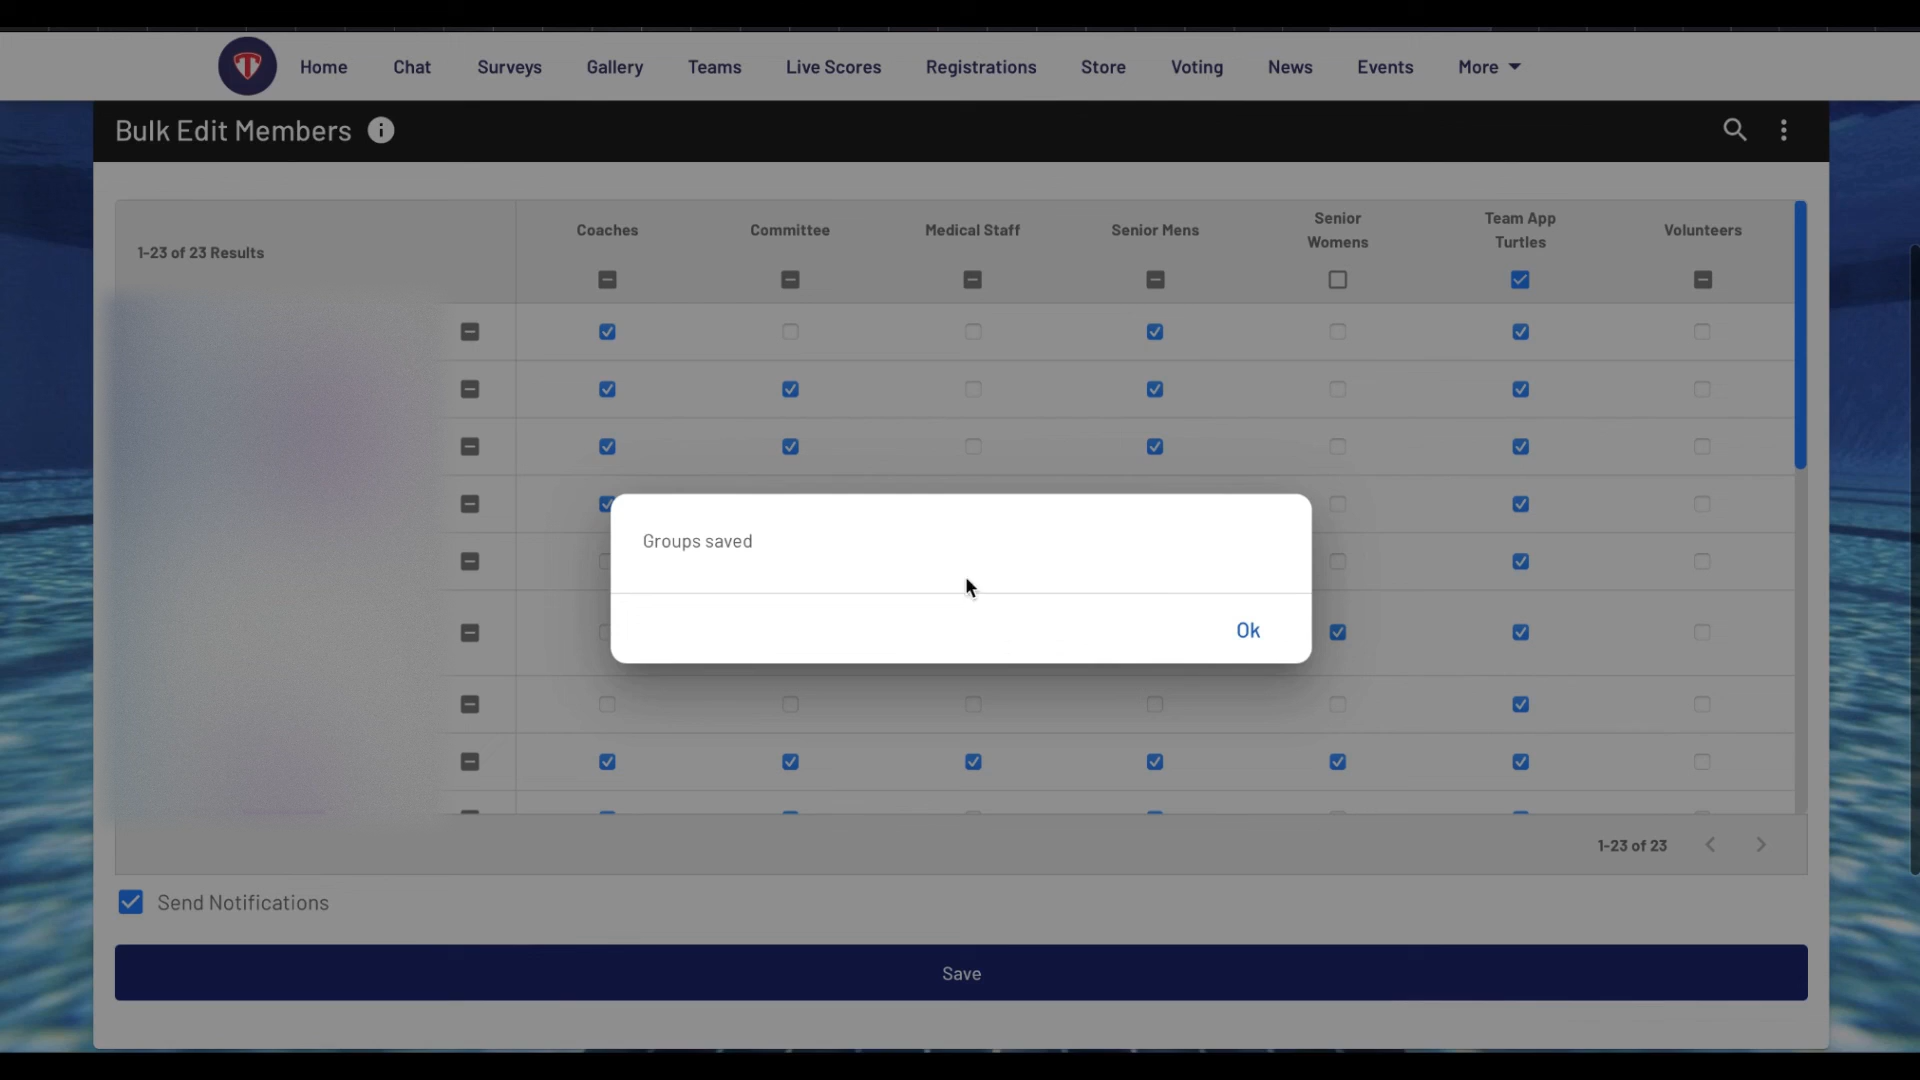 Home Chat Surveys Gallery Teams Live Scores Registrations Store Voting News Events More
Bulk Edit Members
1-23 of 23 Results
Coaches
Committee
Medical Staff
Senior Mens
Senior
Womens
Team App
Turtles
Volunteers
Groups saved
Ok
1-23 of 23
Send Notifications
Save